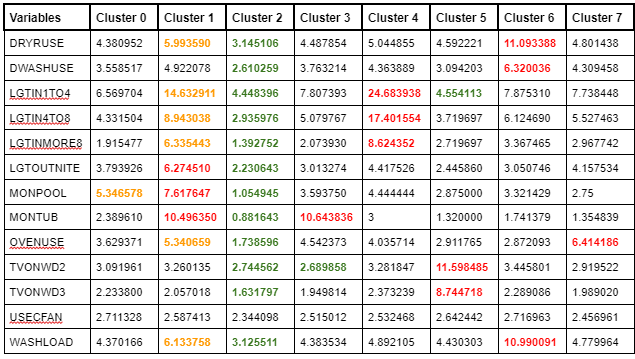 Variables Cluster 0 Cluster 1 Cluster 2 Cluster 3 Cluster 4 Cluster 5 Cluster 6 Cluster 7
DRYRUSE 4.380952 5.993590 3.145106 4.487854 5.044855 4.592221 11.093388 4.801438
DWASHUSE 3.558517 4.922078 2.610259 3.763214 4.363889 3.094203 6.320036 4.309458
LGTIN1TO4 6.569704 14.632911 4.448396 7.807393 24.683938 4.554113 7.875310 7.738448
LGTIN4TO8 4.331504 8.943038 2.935976 5.079767 17.401554 3.719697 6.124690 5.527463
LGTINMORE8 1.915477 6.335443 1.392752 2.073930 8.624352 2.719697 3.367465 2.967742
LGTOUTNITE 3.793926 6.274510 2.230643 3.013274 4.417526 2.445860 3.050746 4.157534
MONPOOL 5.346578 7.617647 1.054945 3.593750 4.444444 2.875000 3.321429 2.75
MONTUB 2.389610 10.496350 0.881643 10.643836 3 1.320000 1.741379 1.354839
OVENUSE 3.629371 5.340659 1.738596 4.542373 4.035714 2.911765 2.872093 6.414186
TVONWD2 3.091961 3.260135 2.744562 2.689858 3.281847 11.598485 3.445801 2.919522
TVONWD3 2.233800 2.057018 1.631797 1.949814 2.373239 8.744718 2.289086 1.989020
USECFAN 2.711328 2.587413 2.344098 2.515012 2.532468 2.642442 2.716963 2.456961
WASHLOAD 4.370166 6.133758 3.125511 4.383534 4.892105 4.430303 10.990091 4.779964